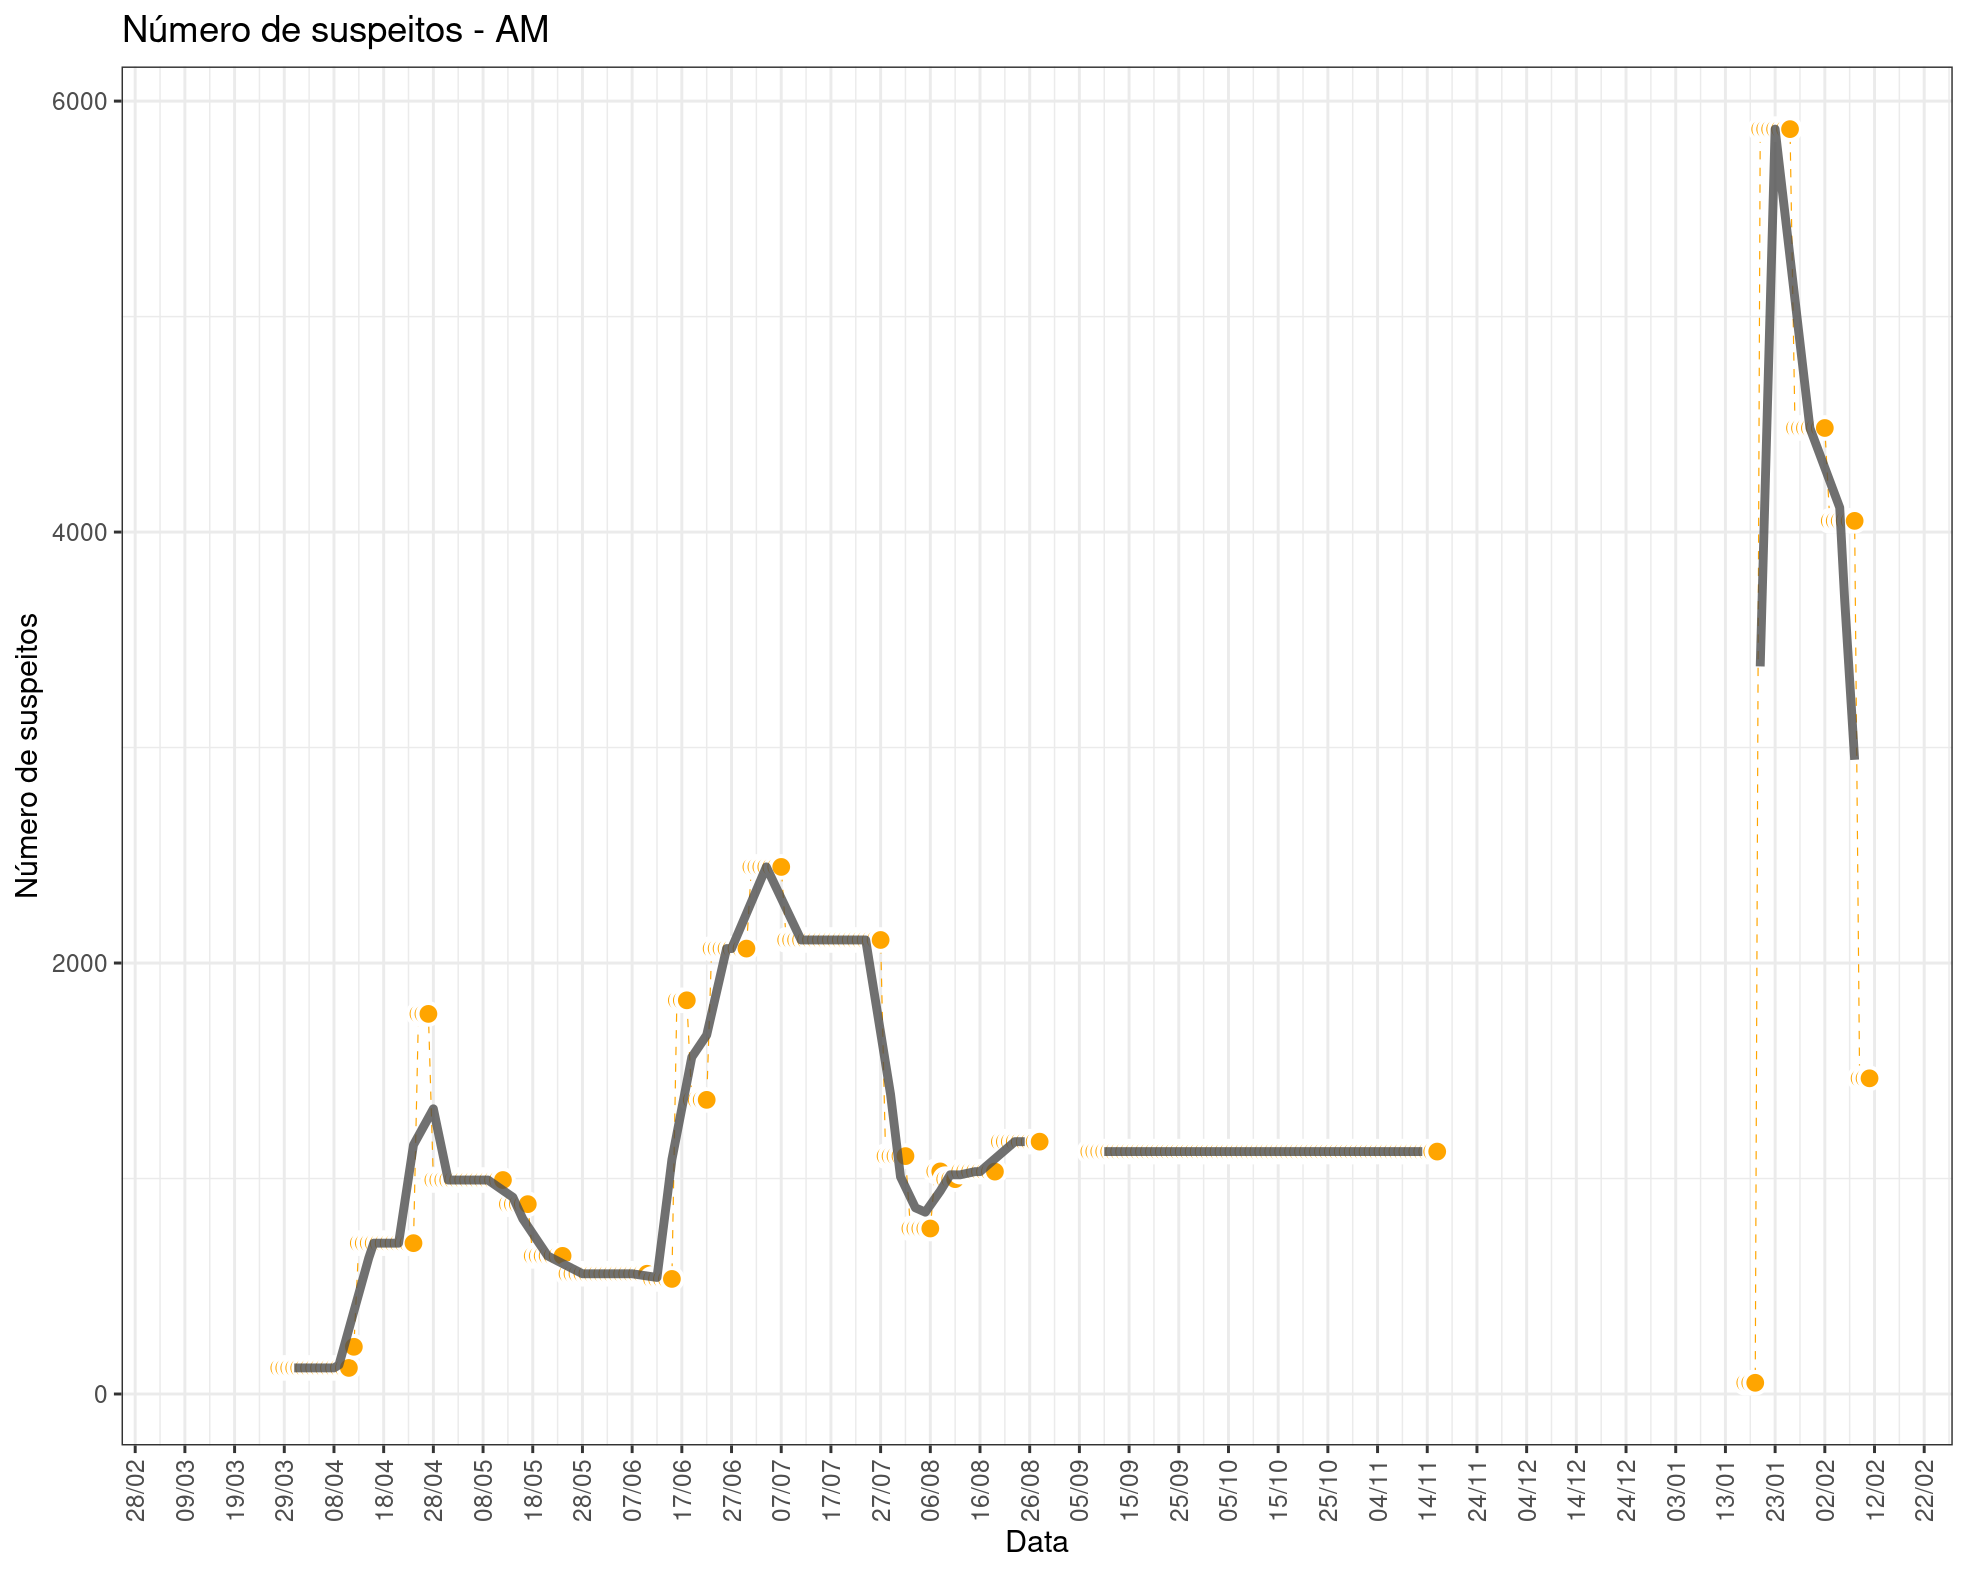 Número de suspeitos - AM
6000
4000
2000
0
Número de suspeitos
28/02 09/03 19/03 29/03 08/04 18/04 28/04 08/05 18/05 28/05 07/06 17/06 27/06 07/07 17/07 27/07 06/08 16/08 26/08 05/09 15/09 25/09 05/10 15/10 25/10 04/11 14/11 24/11 04/12 14/12 24/12 03/01 13/01 23/01 02/02 12/02 22/02
Data